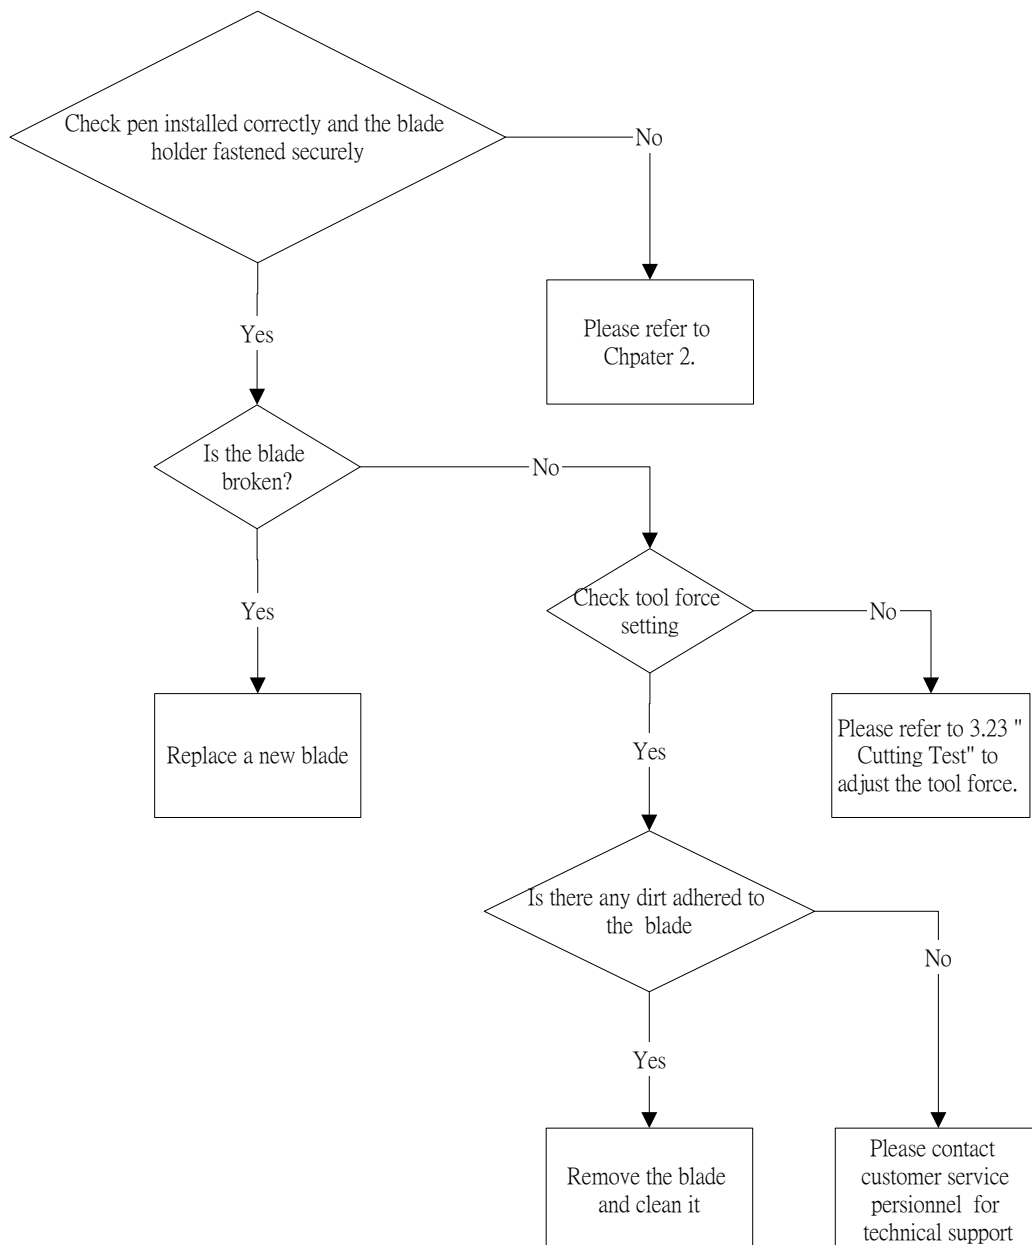 Check pen installed correctly and the blade
holder fastened securely
No
Please refer to
Chpater 2.
Yes
Is the blade
broken?
No
Yes
Check tool force
setting
No
Replace a new blade
Yes
Please refer to 3.23 "
Cutting Test" to
adjust the tool force.
Is there any dirt adhered to
the blade
No
Yes
Remove the blade
and clean it
Please contact
customer service
persionnel for
technical support